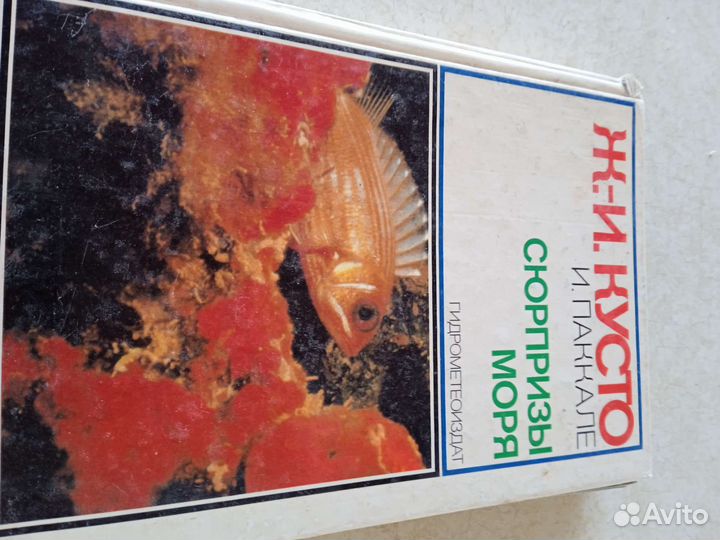 Ж.-И. КУСТО
И. ПАККАЛЕ
СЮРПРИЗЫ
МОРЯ
ГИДРОМЕТЕОИЗДАТ
Avito